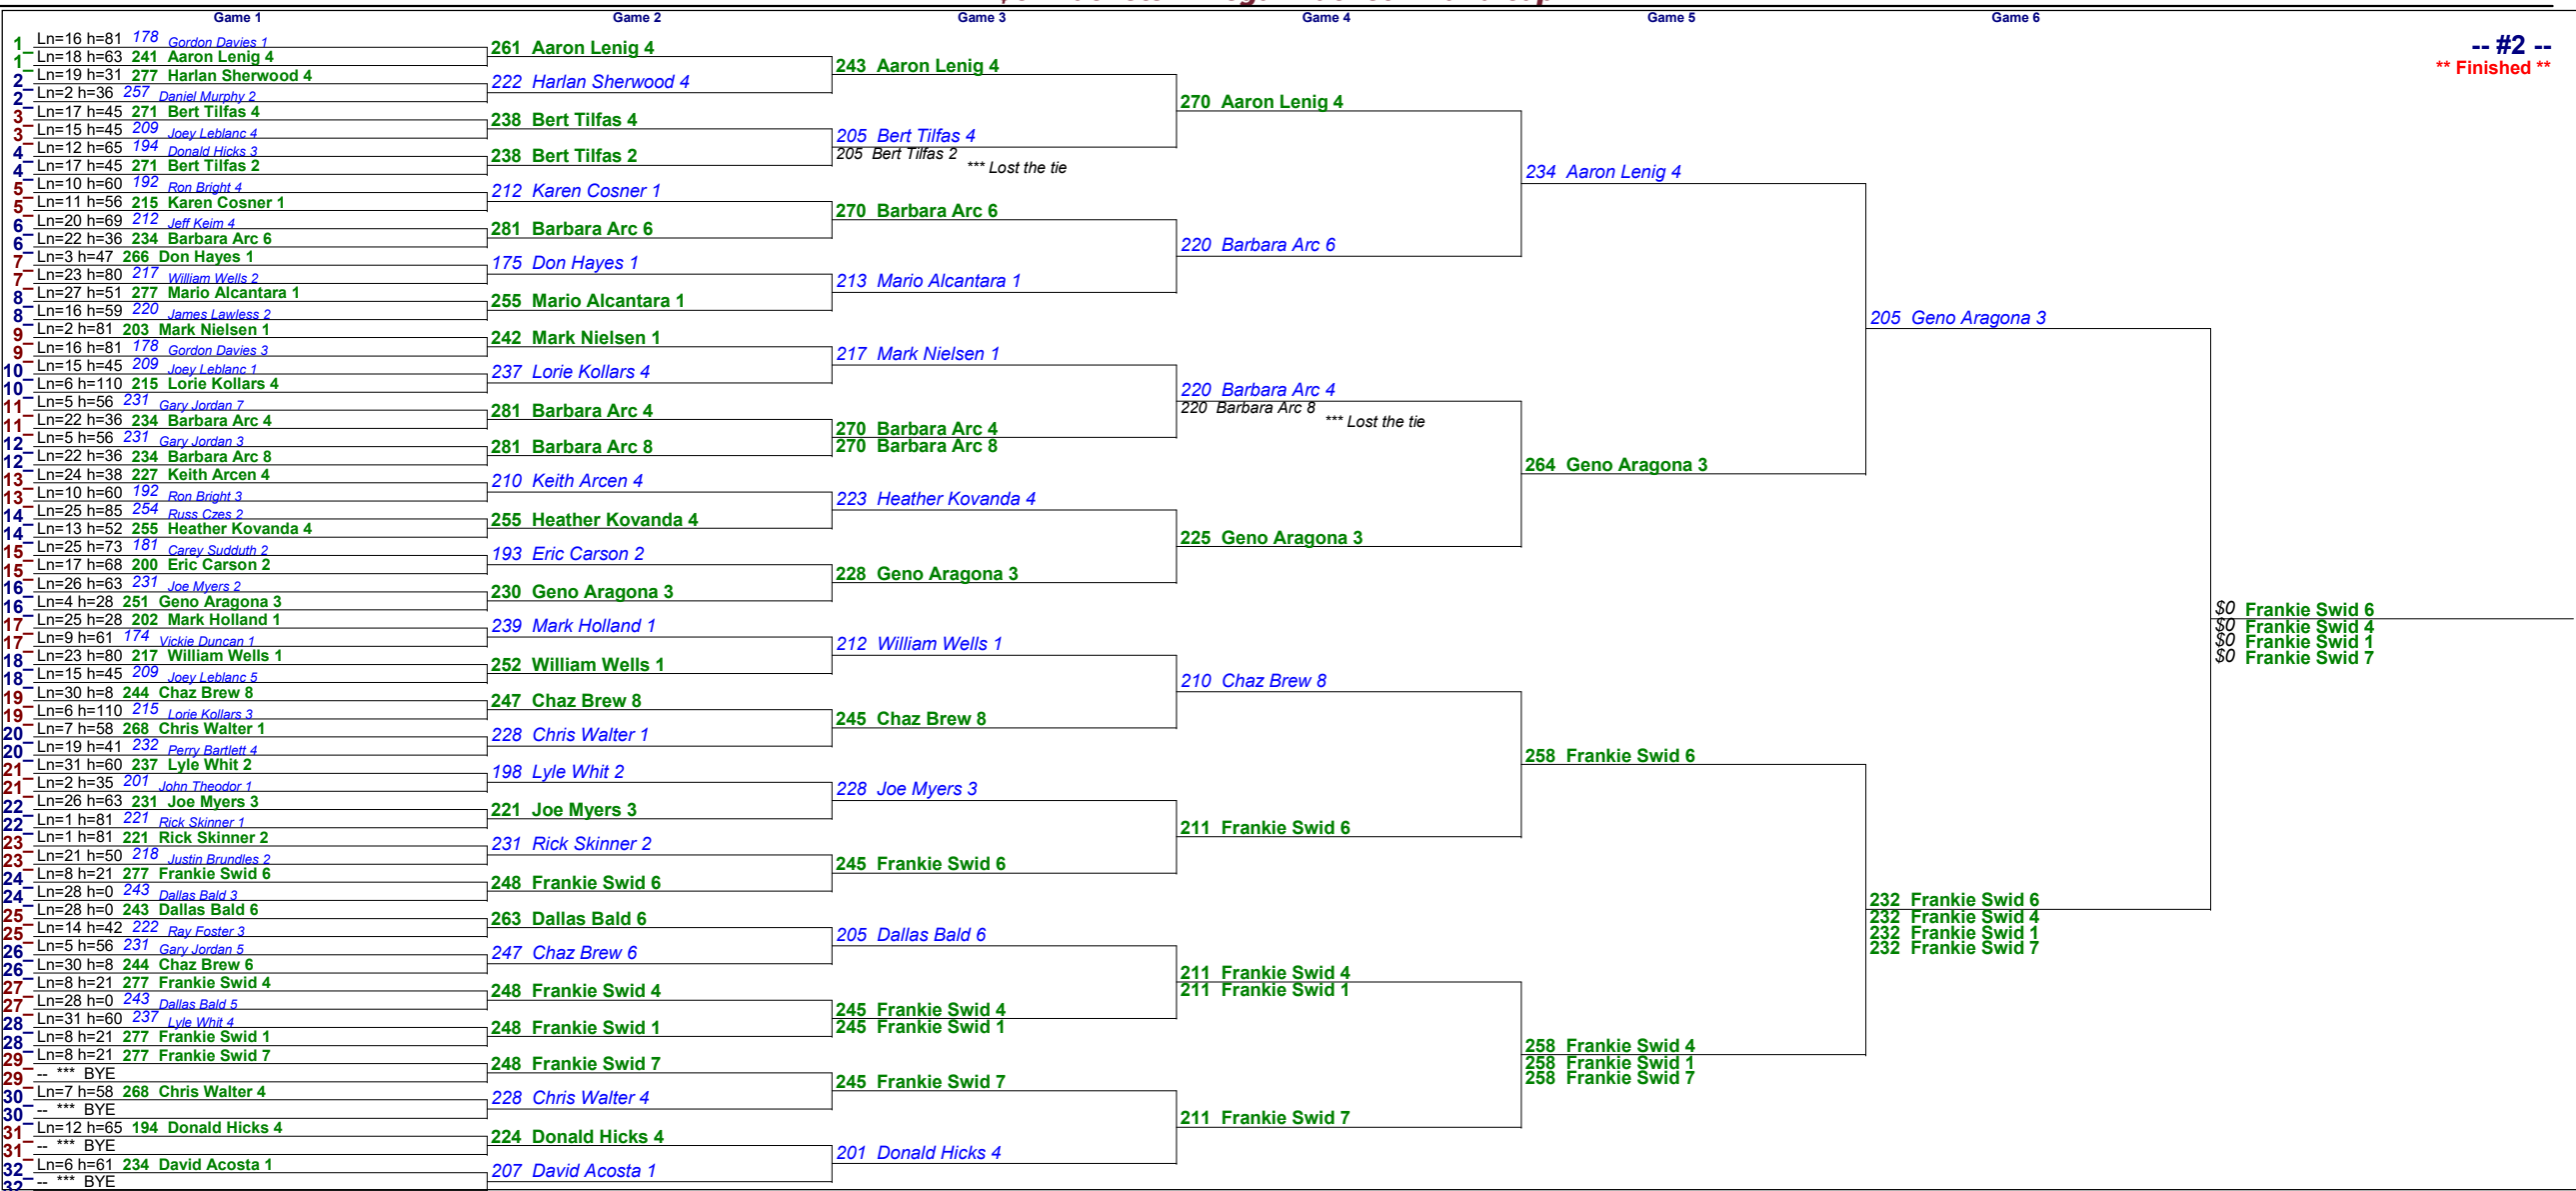 Game 1 Game 2 Game 3 Game 4 Game 5 Game 6
-- #2 --
** Finished **
1 Ln=16 h=81 178 Gordon Davies 1
1 Ln=18 h=63 241 Aaron Lenig 4
2 Ln=19 h=31 277 Harlan Sherwood 4
2 Ln=2 h=36 257 Daniel Murphy 2
3 Ln=17 h=45 271 Bert Tilfas 4
3 Ln=15 h=45 209 Joey Leblanc 4
4 Ln=12 h=65 194 Donald Hicks 3
4 Ln=17 h=45 271 Bert Tilfas 2
5 Ln=10 h=60 192 Ron Bright 4
5 Ln=11 h=56 215 Karen Cosner 1
6 Ln=20 h=69 212 Jeff Keim 4
6 Ln=22 h=36 234 Barbara Arc 6
7 Ln=3 h=47 266 Don Hayes 1
7 Ln=23 h=80 217 William Wells 2
8 Ln=27 h=51 277 Mario Alcantara 1
8 Ln=16 h=59 220 James Lawless 2
9 Ln=2 h=81 203 Mark Nielsen 1
9 Ln=16 h=81 178 Gordon Davies 3
10 Ln=15 h=45 209 Joey Leblanc 1
10 Ln=6 h=110 215 Lorie Kollars 4
11 Ln=5 h=56 231 Gary Jordan 7
11 Ln=22 h=36 234 Barbara Arc 4
12 Ln=5 h=56 231 Gary Jordan 3
12 Ln=22 h=36 234 Barbara Arc 8
13 Ln=24 h=38 227 Keith Arcen 4
13 Ln=10 h=60 192 Ron Bright 3
14 Ln=25 h=85 254 Russ Czes 2
14 Ln=13 h=52 255 Heather Kovanda 4
15 Ln=25 h=73 181 Carey Sudduth 2
15 Ln=17 h=68 200 Eric Carson 2
16 Ln=26 h=63 231 Joe Myers 2
16 Ln=4 h=28 251 Geno Aragona 3
17 Ln=25 h=28 202 Mark Holland 1
17 Ln=9 h=61 174 Vickie Duncan 1
18 Ln=23 h=80 217 William Wells 1
18 Ln=15 h=45 209 Joey Leblanc 5
19 Ln=30 h=8 244 Chaz Brew 8
19 Ln=6 h=110 215 Lorie Kollars 3
20 Ln=7 h=58 268 Chris Walter 1
20 Ln=19 h=41 232 Perry Bartlett 4
21 Ln=31 h=60 237 Lyle Whit 2
21 Ln=2 h=35 201 John Theodor 1
22 Ln=26 h=63 231 Joe Myers 3
22 Ln=1 h=81 221 Rick Skinner 1
23 Ln=1 h=81 221 Rick Skinner 2
23 Ln=21 h=50 218 Justin Brundles 2
24 Ln=8 h=21 277 Frankie Swid 6
24 Ln=28 h=0 243 Dallas Bald 3
25 Ln=28 h=0 243 Dallas Bald 6
25 Ln=14 h=42 222 Ray Foster 3
26 Ln=5 h=56 231 Gary Jordan 5
26 Ln=30 h=8 244 Chaz Brew 6
27 Ln=8 h=21 277 Frankie Swid 4
27 Ln=28 h=0 243 Dallas Bald 5
28 Ln=31 h=60 237 Lyle Whit 4
28 Ln=8 h=21 277 Frankie Swid 1
29 Ln=8 h=21 277 Frankie Swid 7
29 -- *** BYE
30 Ln=7 h=58 268 Chris Walter 4
30 -- *** BYE
31 Ln=12 h=65 194 Donald Hicks 4
31 -- *** BYE
32 Ln=6 h=61 234 David Acosta 1
32 -- *** BYE
261 Aaron Lenig 4
222 Harlan Sherwood 4
238 Bert Tilfas 4
238 Bert Tilfas 2
212 Karen Cosner 1
281 Barbara Arc 6
175 Don Hayes 1
255 Mario Alcantara 1
242 Mark Nielsen 1
237 Lorie Kollars 4
281 Barbara Arc 4
281 Barbara Arc 8
210 Keith Arcen 4
255 Heather Kovanda 4
193 Eric Carson 2
230 Geno Aragona 3
239 Mark Holland 1
252 William Wells 1
247 Chaz Brew 8
228 Chris Walter 1
198 Lyle Whit 2
221 Joe Myers 3
231 Rick Skinner 2
248 Frankie Swid 6
263 Dallas Bald 6
247 Chaz Brew 6
248 Frankie Swid 4
248 Frankie Swid 1
248 Frankie Swid 7
228 Chris Walter 4
224 Donald Hicks 4
207 David Acosta 1
243 Aaron Lenig 4
205 Bert Tilfas 4
205 Bert Tilfas 2
*** Lost the tie
270 Barbara Arc 6
213 Mario Alcantara 1
217 Mark Nielsen 1
270 Barbara Arc 4
270 Barbara Arc 8
223 Heather Kovanda 4
228 Geno Aragona 3
212 William Wells 1
245 Chaz Brew 8
228 Joe Myers 3
245 Frankie Swid 6
205 Dallas Bald 6
245 Frankie Swid 4
245 Frankie Swid 1
245 Frankie Swid 7
201 Donald Hicks 4
270 Aaron Lenig 4
220 Barbara Arc 6
220 Barbara Arc 4
220 Barbara Arc 8
*** Lost the tie
225 Geno Aragona 3
210 Chaz Brew 8
211 Frankie Swid 6
211 Frankie Swid 4
211 Frankie Swid 1
211 Frankie Swid 7
234 Aaron Lenig 4
264 Geno Aragona 3
258 Frankie Swid 6
258 Frankie Swid 4
258 Frankie Swid 1
258 Frankie Swid 7
205 Geno Aragona 3
232 Frankie Swid 6
232 Frankie Swid 4
232 Frankie Swid 1
232 Frankie Swid 7
$0 Frankie Swid 6
$0 Frankie Swid 4
$0 Frankie Swid 1
$0 Frankie Swid 7